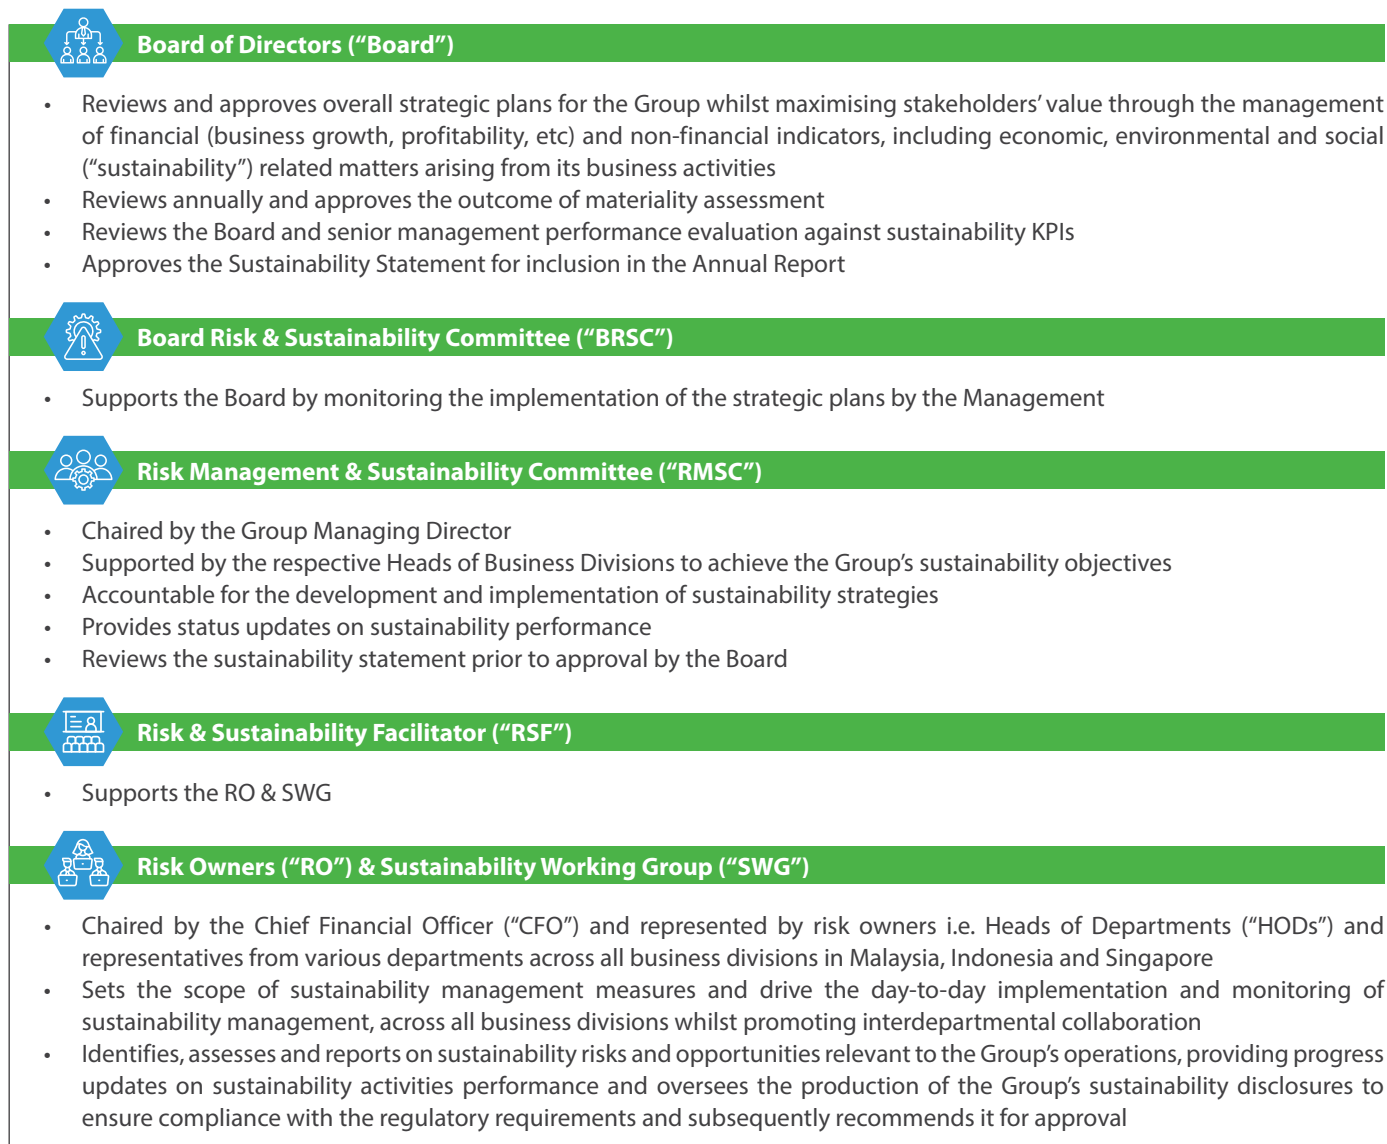 Board of Directors (“Board”)
• Reviews and approves overall strategic plans for the Group whilst maximising stakeholders’ value through the management
of financial (business growth, profitability, etc) and non-financial indicators, including economic, environmental and social
(“sustainability”) related matters arising from its business activities
• Reviews annually and approves the outcome of materiality assessment
• Reviews the Board and senior management performance evaluation against sustainability KPIs
• Approves the Sustainability Statement for inclusion in the Annual Report
Board Risk & Sustainability Committee (“BRSC”)
• Supports the Board by monitoring the implementation of the strategic plans by the Management
Risk Management & Sustainability Committee (“RMSC”)
• Chaired by the Group Managing Director
• Supported by the respective Heads of Business Divisions to achieve the Group’s sustainability objectives
• Accountable for the development and implementation of sustainability strategies
• Provides status updates on sustainability performance
• Reviews the sustainability statement prior to approval by the Board
Risk & Sustainability Facilitator (“RSF”)
• Supports the RO & SWG
Risk Owners (“RO”) & Sustainability Working Group (“SWG”)
• Chaired by the Chief Financial Officer (“CFO”) and represented by risk owners i.e. Heads of Departments (“HODs”) and
representatives from various departments across all business divisions in Malaysia, Indonesia and Singapore
• Sets the scope of sustainability management measures and drive the day-to-day implementation and monitoring of
sustainability management, across all business divisions whilst promoting interdepartmental collaboration
• Identifies, assesses and reports on sustainability risks and opportunities relevant to the Group’s operations, providing progress
updates on sustainability activities performance and oversees the production of the Group’s sustainability disclosures to
ensure compliance with the regulatory requirements and subsequently recommends it for approval